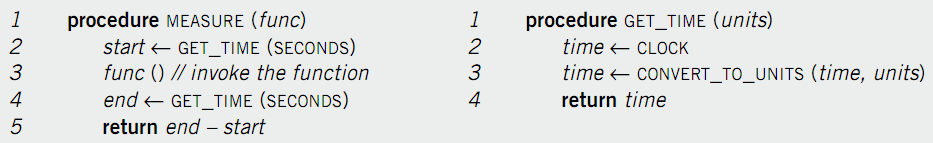 1 procedure MEASURE (func)
2 start ← GET_TIME (SECONDS)
3 func () // invoke the function
4 end ← GET_TIME (SECONDS)
5 return end – start
1 procedure GET_TIME (units)
2 time ← CLOCK
3 time ← CONVERT_TO_UNITS (time, units)
4 return time